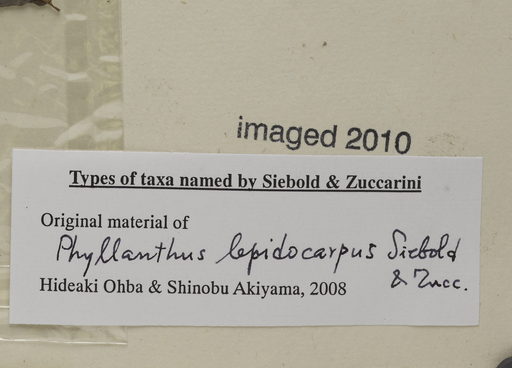 imaged 2010
Types of taxa named by Siebold & Zuccarini
Original material of
Phyllanthus lepidocarpus Siebold
& Zucc.
Hideaki Ohba & Shinobu Akiyama, 2008